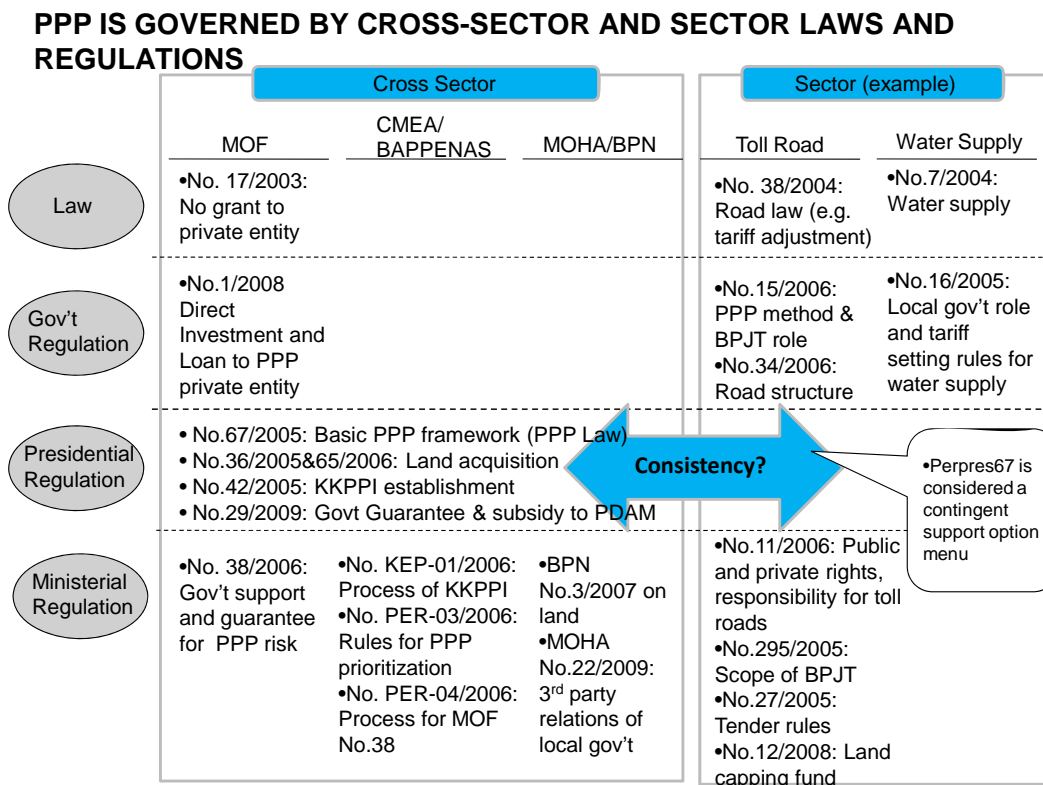 PPP IS GOVERNED BY CROSS-SECTOR AND SECTOR LAWS AND
REGULATIONS
Cross Sector
Sector (example)
MOF
CMEA/
BAPPENAS
MOHA/BPN
Toll Road
Water Supply
Law
•No. 17/2003:
No grant to
private entity
•No. 38/2004:
Road law (e.g.
tariff adjustment)
•No.7/2004:
Water supply
Gov't
Regulation
•No.1/2008
Direct
Investment and
Loan to PPP
private entity
•No.15/2006:
PPP method &
BPJT role
•No.34/2006:
Road structure
•No.16/2005:
Local gov't role
and tariff
setting rules for
water supply
Presidential
Regulation
• No.67/2005: Basic PPP framework (PPP Law)
• No.36/2005&65/2006: Land acquisition
• No.42/2005: KKPPI establishment
• No.29/2009: Govt Guarantee & subsidy to PDAM
Consistency?
•Perpres67 is
considered a
contingent
support option
menu
Ministerial
Regulation
•No. 38/2006:
Gov't support
and guarantee
for PPP risk
•No. KEP-01/2006:
Process of KKPPI
•No. PER-03/2006:
Rules for PPP
prioritization
•No. PER-04/2006:
Process for MOF
No.38
•BPN
No.3/2007 on
land
•MOHA
No.22/2009:
3rd party
relations of
local gov't
•No.11/2006: Public
and private rights,
responsibility for toll
roads
•No.295/2005:
Scope of BPJT
•No.27/2005:
Tender rules
•No.12/2008: Land
capping fund